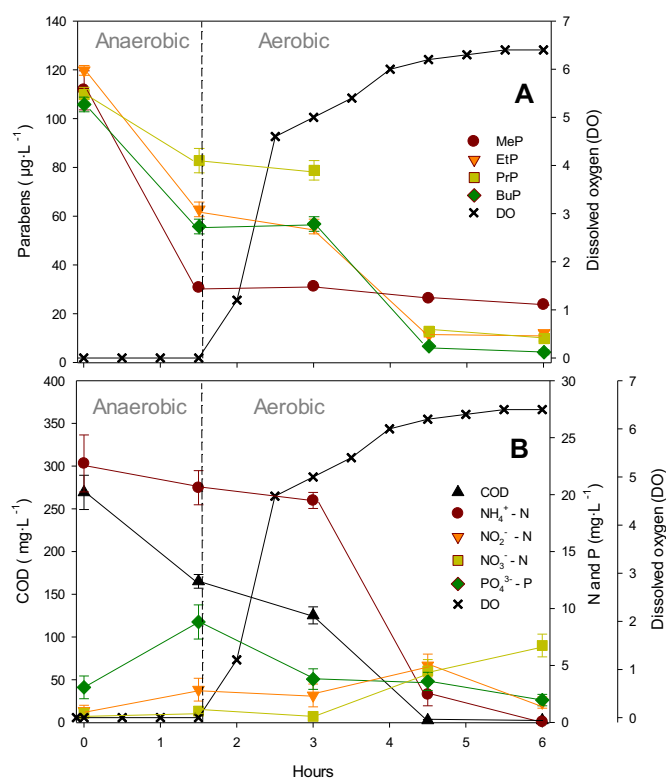 Anaerobic Aerobic
A
MeP
EtP
PrP
BuP
DO
Parabens ( µg·L⁻¹)
0
20
40
60
80
100
120
140
Dissolved oxygen (DO)
0
1
2
3
4
5
6
7
Anaerobic Aerobic
B
COD
NH₄⁺ - N
NO₂⁻ - N
NO₃⁻ - N
PO₄³⁻ - P
DO
COD ( mg·L⁻¹)
0
50
100
150
200
250
300
350
400
N and P (mg·L⁻¹)
0
5
10
15
20
25
30
Dissolved oxygen (DO)
0
1
2
3
4
5
6
7
0 1 2 3 4 5 6
Hours